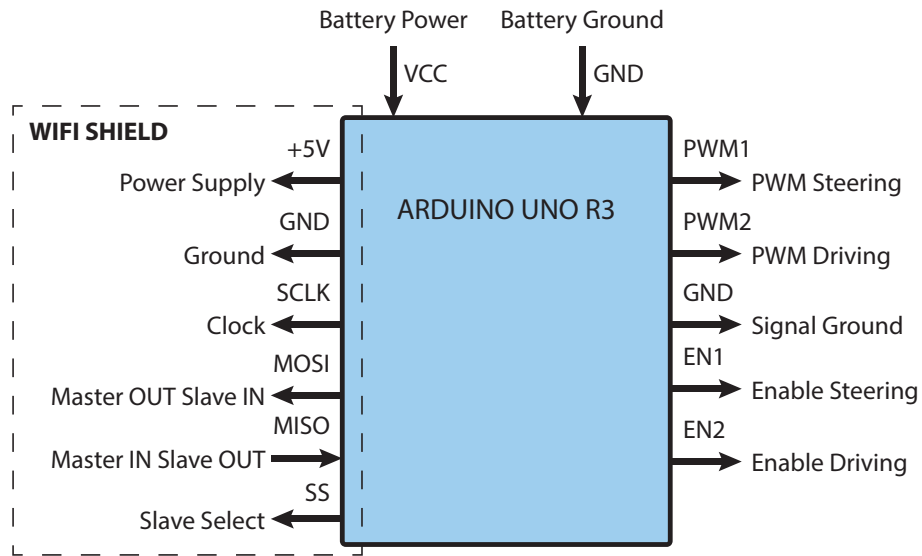 Battery Power
Battery Ground
VCC
GND
WIFI SHIELD
+5V
Power Supply
GND
Ground
SCLK
Clock
MOSI
Master OUT Slave IN
MISO
Master IN Slave OUT
SS
Slave Select
ARDUINO UNO R3
PWM1
PWM Steering
PWM2
PWM Driving
GND
Signal Ground
EN1
Enable Steering
EN2
Enable Driving